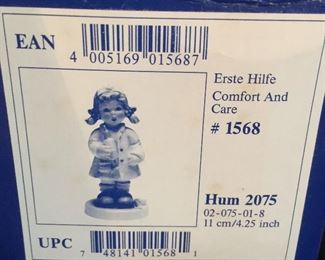 EAN
4 005169 015687
Erste Hilfe
Comfort And
Care
# 1568
Hum 2075
02-075-01-8
11 cm/4.25 inch
UPC
7 48141 01568 1